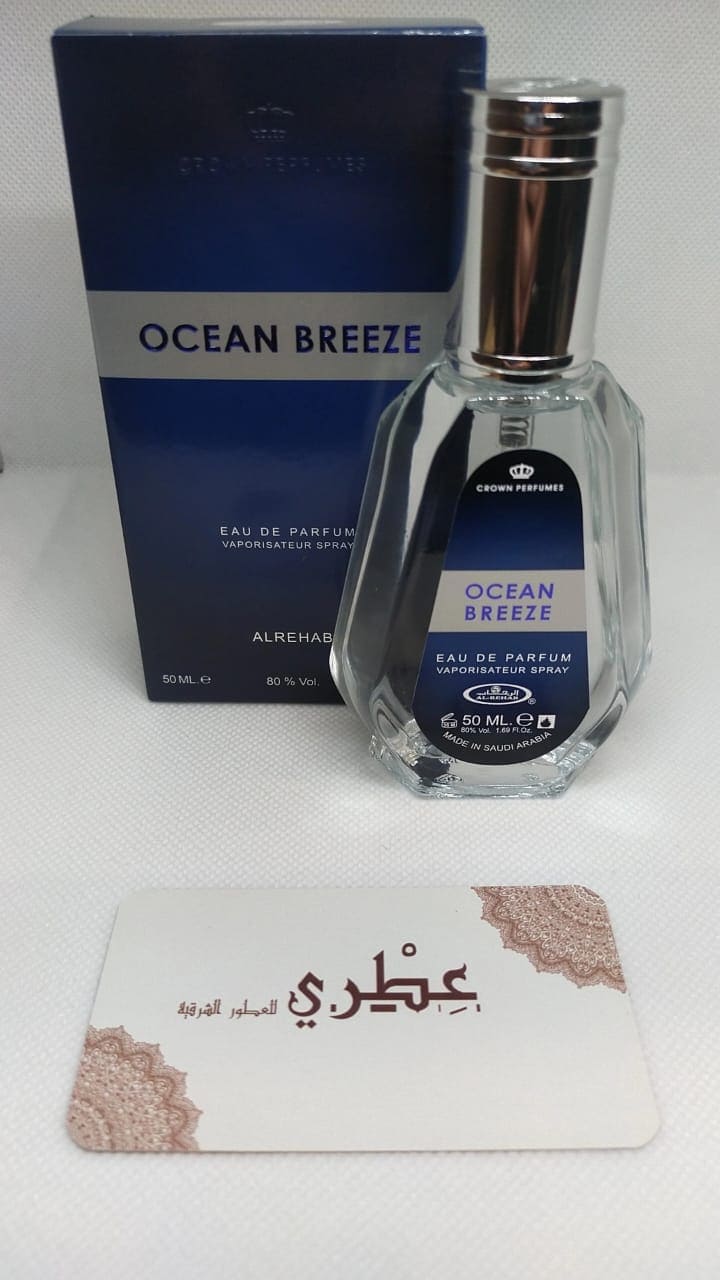 CROWN PERFUMES
OCEAN BREEZE
EAU DE PARFUM
VAPORISATEUR SPRAY
ALREHAB
50 ML. ℮
80 % Vol.
CROWN PERFUMES
OCEAN
BREEZE
EAU DE PARFUM
VAPORISATEUR SPRAY
الرحاب
AL-REHAB ®
50 ML. ℮
80% Vol. 1.69 Fl.Oz.
MADE IN SAUDI ARABIA
عِطْرِي للعطور الشرقية